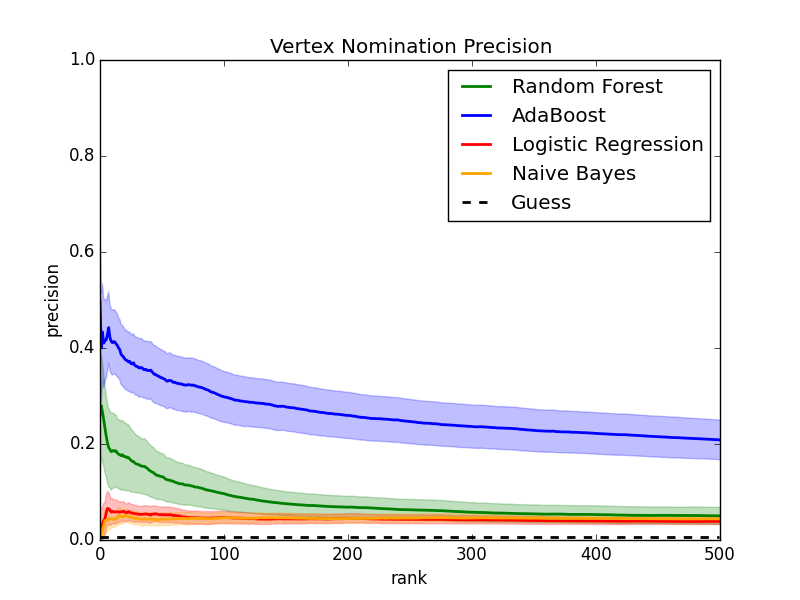 Vertex Nomination Precision
1.0
0.8
0.6
0.4
0.2
0.0
precision
Random Forest
AdaBoost
Logistic Regression
Naive Bayes
Guess
0
100
200
300
400
500
rank